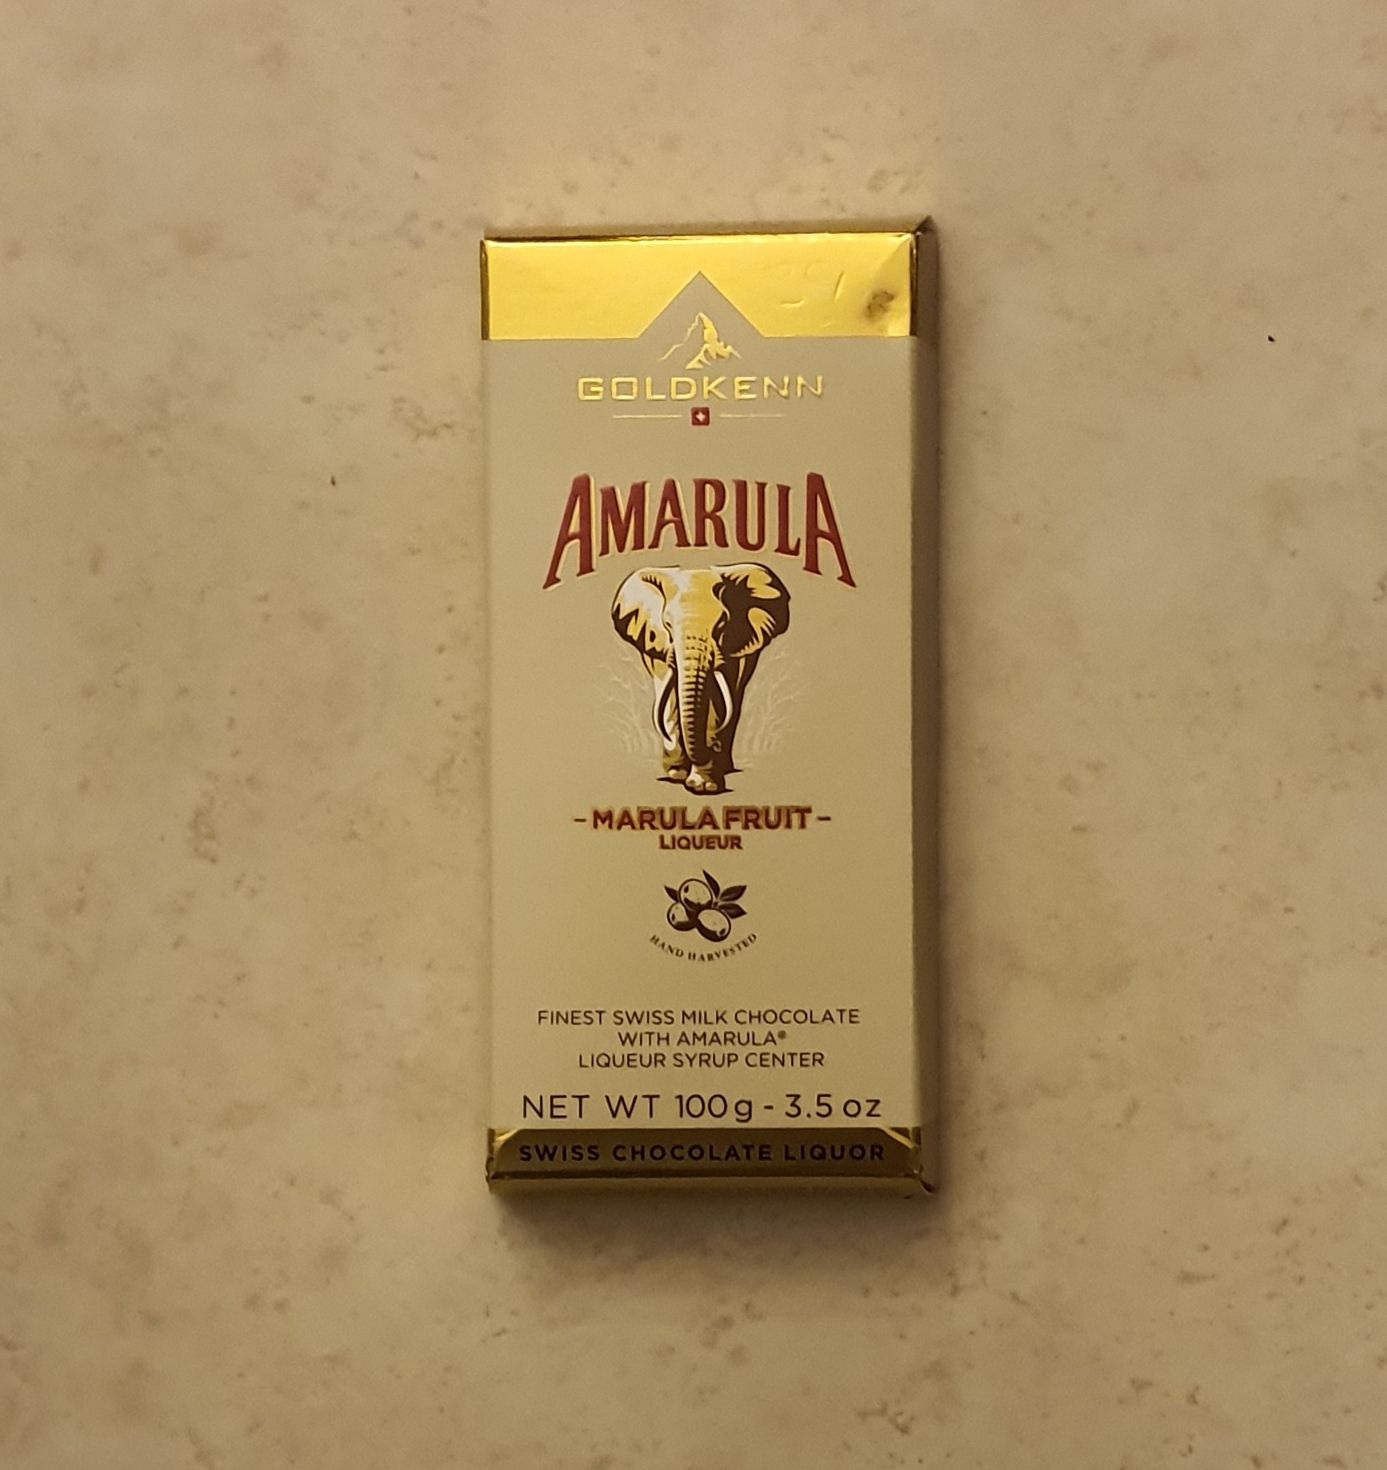 GOLDKENN
AMARULA
- MARULA FRUIT -
LIQUEUR
HAND HARVESTED
FINEST SWISS MILK CHOCOLATE
WITH AMARULA®
LIQUEUR SYRUP CENTER
NET WT 100g - 3.5 oz
SWISS CHOCOLATE LIQUOR